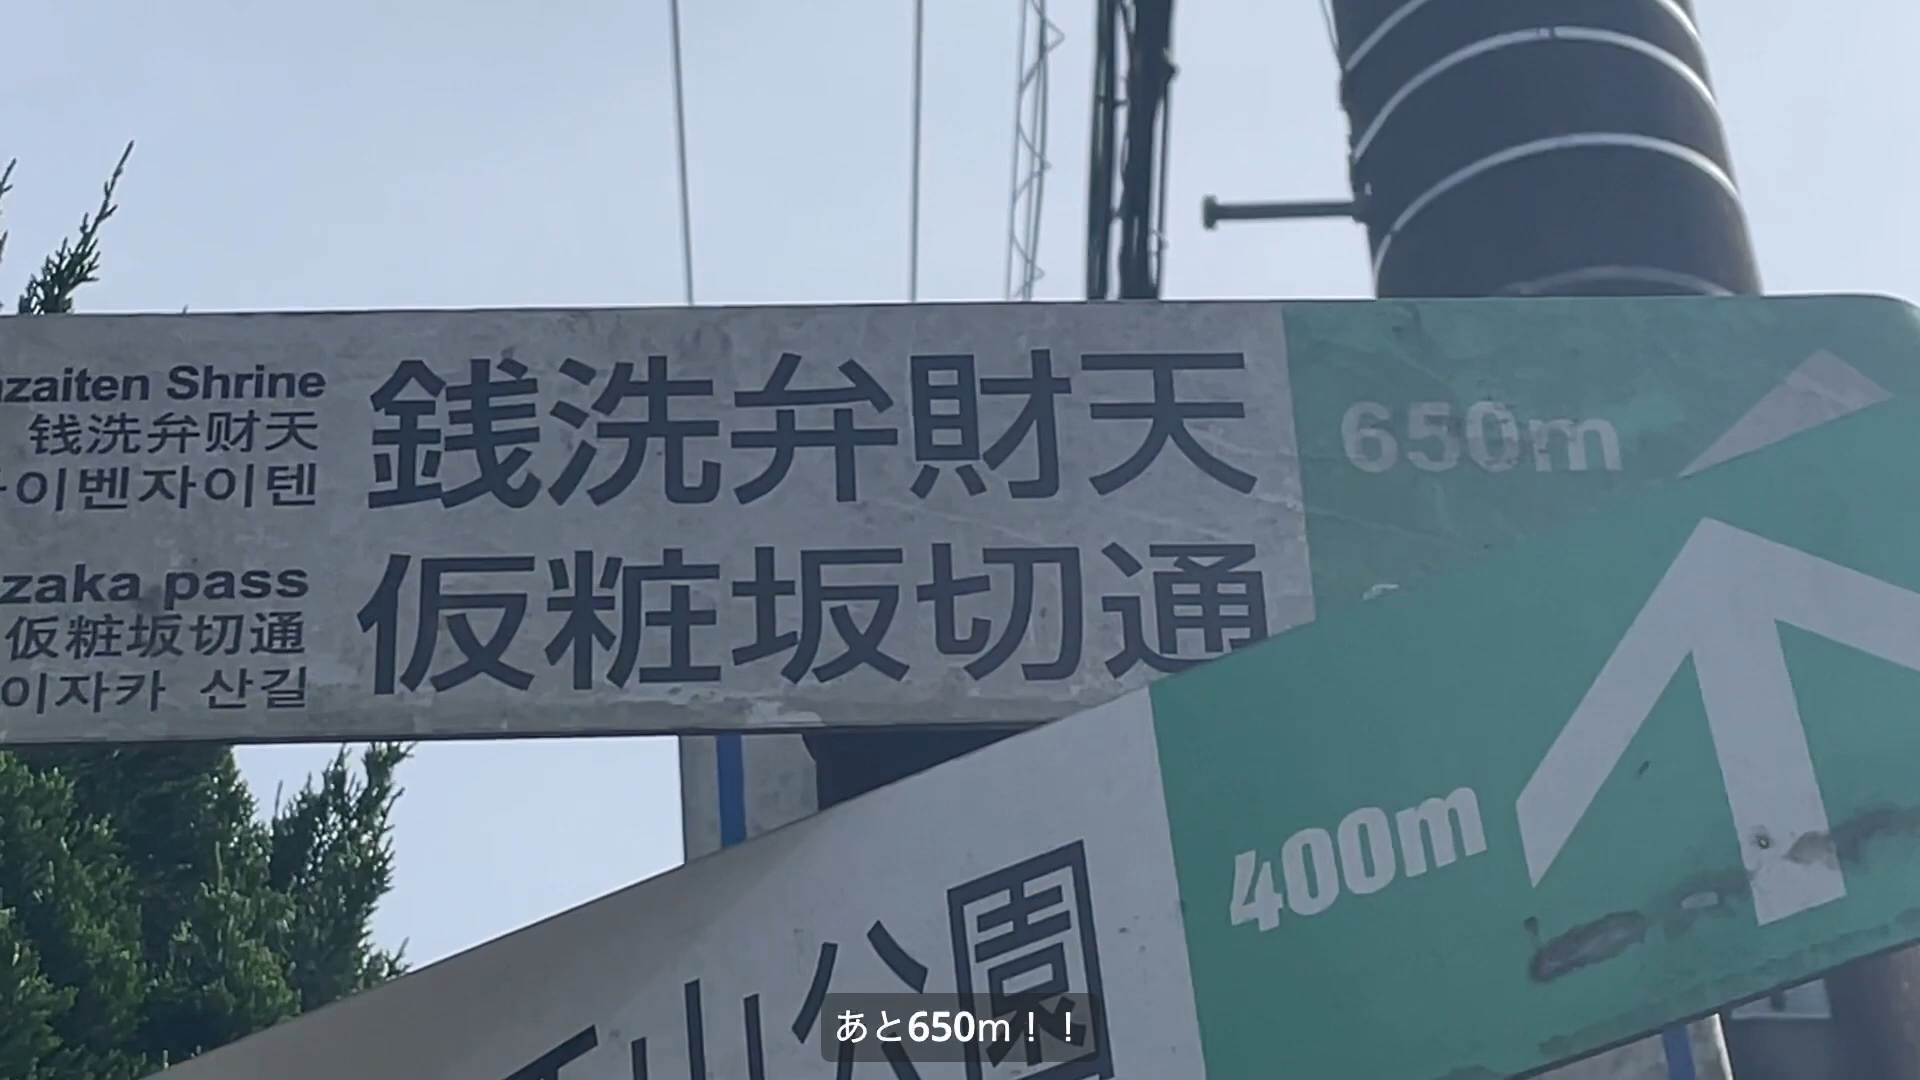 Shrine
銭洗弁財天
650m
钱洗弁财天
이벤자이텐
pass
仮粧坂切通
仮粧坂切通
이자카 산길
400m
山公園
あと650m！！